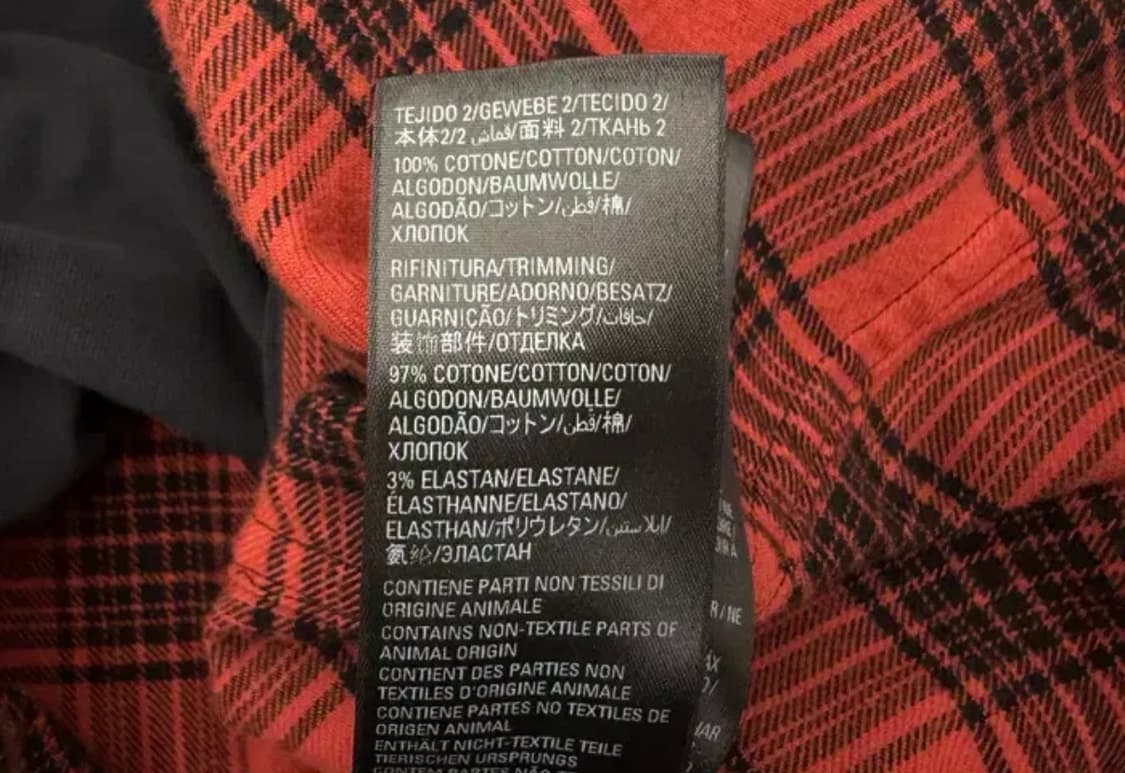 TEJIDO 2/GEWEBE 2/TECIDO 2/
本体2/2 قماش/面料 2/ТКАНЬ 2
100% COTONE/COTTON/COTON/
ALGODON/BAUMWOLLE/
ALGODÃO/コットン/قطن/棉/
ХЛОПОК
RIFINITURA/TRIMMING/
GARNITURE/ADORNO/BESATZ/
GUARNIÇÃO/トリミング/حافات/
装饰部件/ОТДЕЛКА
97% COTONE/COTTON/COTON/
ALGODON/BAUMWOLLE/
ALGODÃO/コットン/قطن/棉/
ХЛОПОК
3% ELASTAN/ELASTANE/
ÉLASTHANNE/ELASTANO/
ELASTHAN/ポリウレタン/ايلاستين/
氨纶/ЭЛАСТАН
CONTIENE PARTI NON TESSILI DI
ORIGINE ANIMALE
CONTAINS NON-TEXTILE PARTS OF
ANIMAL ORIGIN
CONTIENT DES PARTIES NON
TEXTILES D'ORIGINE ANIMALE
CONTIENE PARTES NO TEXTILES DE
ORIGEN ANIMAL
ENTHÄLT NICHT-TEXTILE TEILE
TIERISCHEN URSPRUNGS
CONTEM PARTES NÃO